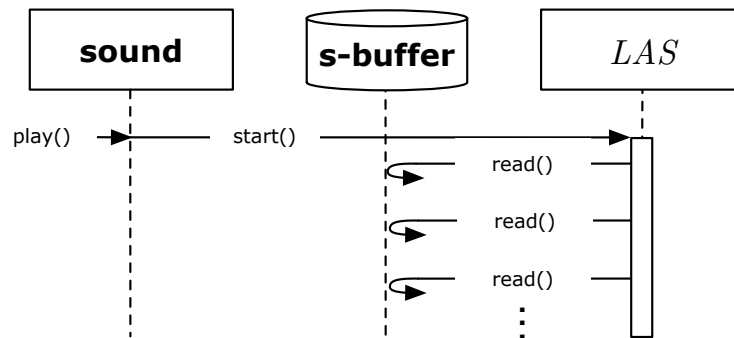 sound
s-buffer
LAS
play()
start()
read()
read()
read()